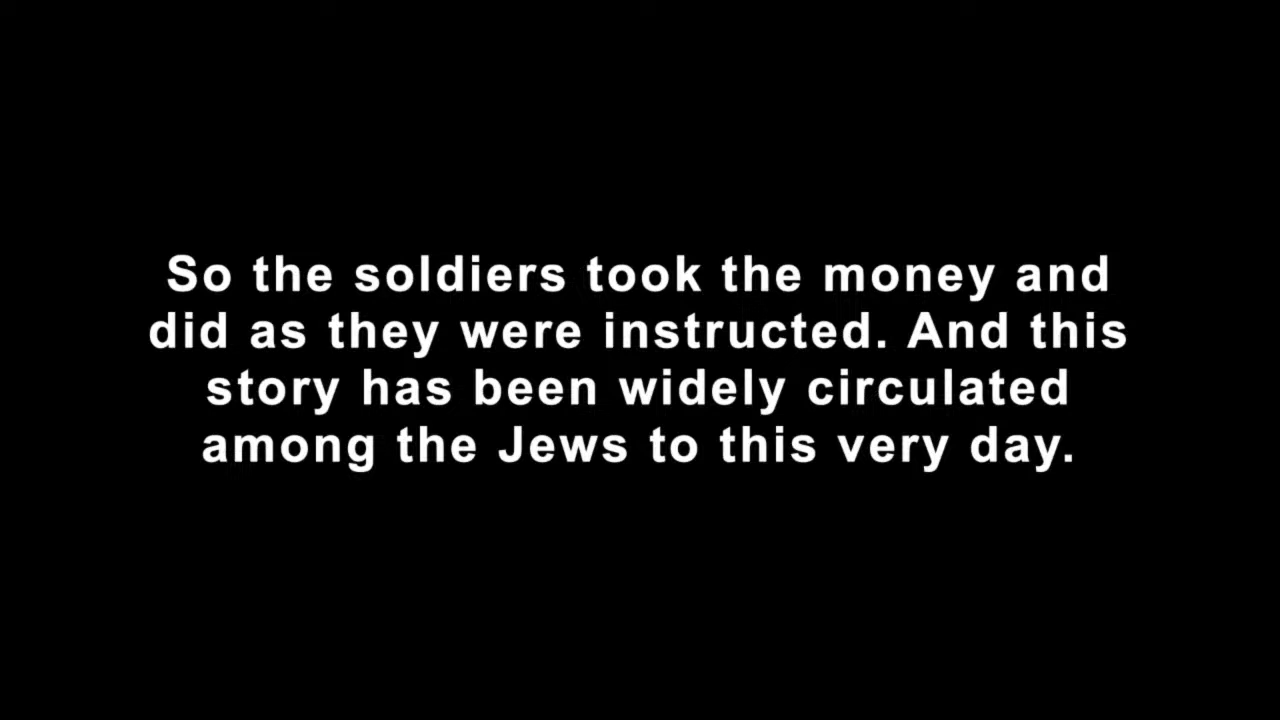 So the soldiers took the money and
did as they were instructed. And this
story has been widely circulated
among the Jews to this very day.